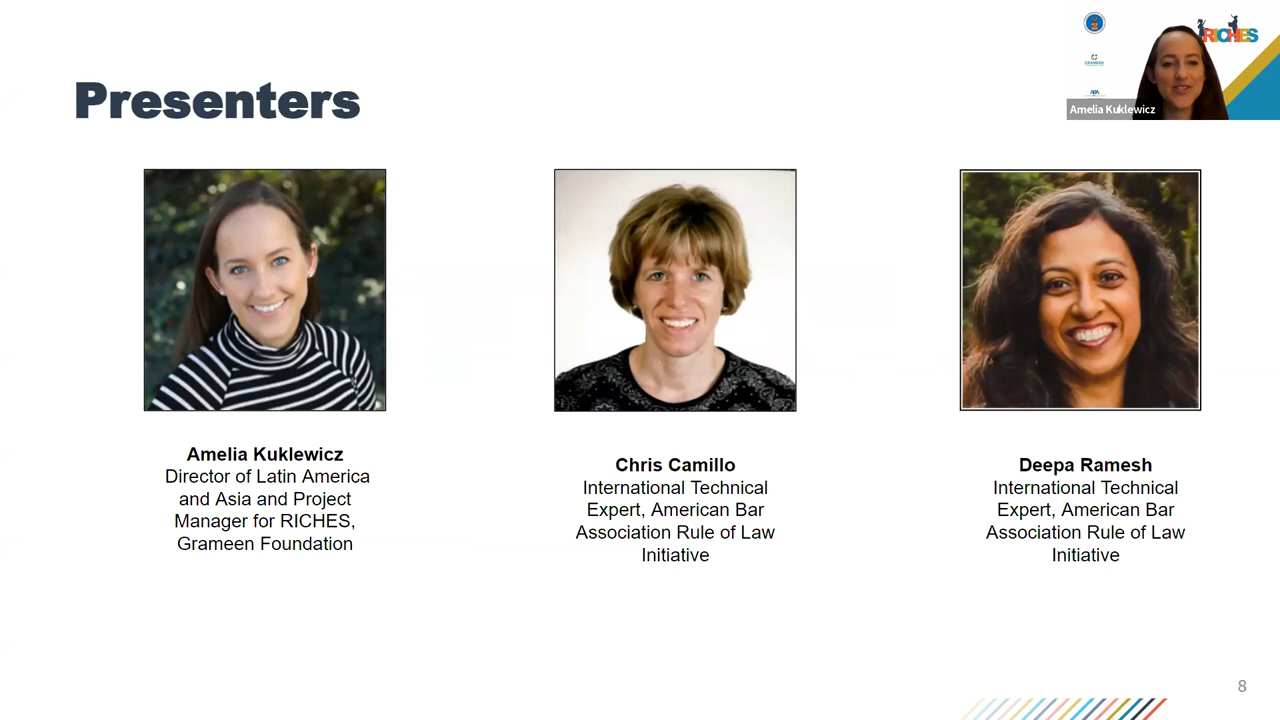 Presenters
RICHES
GRAMEEN
ABA
Amelia Kuklewicz
Amelia Kuklewicz
Director of Latin America
and Asia and Project
Manager for RICHES,
Grameen Foundation
Chris Camillo
International Technical
Expert, American Bar
Association Rule of Law
Initiative
Deepa Ramesh
International Technical
Expert, American Bar
Association Rule of Law
Initiative
8